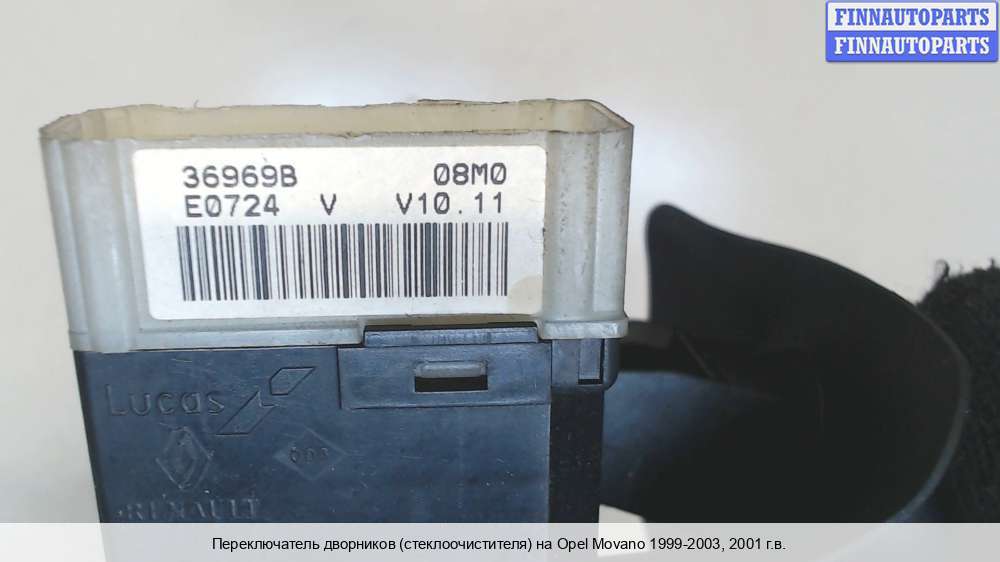 FINNAUTOPARTS
FINNAUTOPARTS
36969B 08M0
E0724 V V10.11
Lucas
RENAULT
Переключатель дворников (стеклоочистителя) на Opel Movano 1999-2003, 2001 г.в.